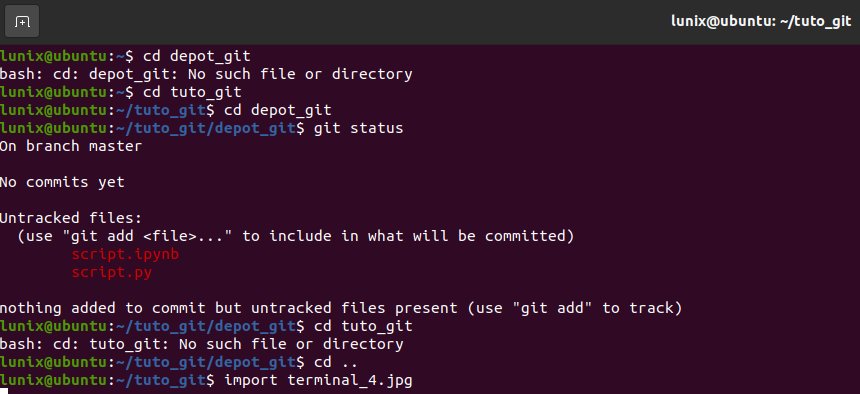 lunix@ubuntu: ~/tuto_git
lunix@ubuntu:~$ cd depot_git
bash: cd: depot_git: No such file or directory
lunix@ubuntu:~$ cd tuto_git
lunix@ubuntu:~/tuto_git$ cd depot_git
lunix@ubuntu:~/tuto_git/depot_git$ git status
On branch master

No commits yet

Untracked files:
  (use "git add <file>..." to include in what will be committed)
        script.ipynb
        script.py

nothing added to commit but untracked files present (use "git add" to track)
lunix@ubuntu:~/tuto_git/depot_git$ cd tuto_git
bash: cd: tuto_git: No such file or directory
lunix@ubuntu:~/tuto_git/depot_git$ cd ..
lunix@ubuntu:~/tuto_git$ import terminal_4.jpg